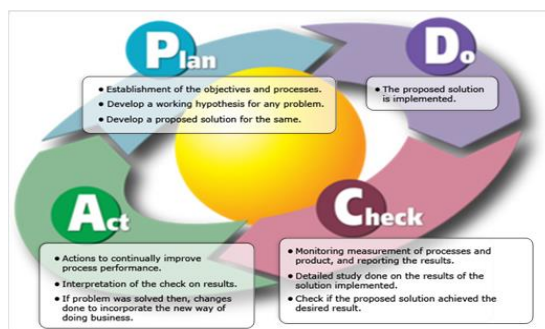 Plan
• Establishment of the objectives and processes.
• Develop a working hypothesis for any problem.
• Develop a proposed solution for the same.
Do
• The proposed solution
is implemented.
Check
• Monitoring measurement of processes and
product, and reporting the results.
• Detailed study done on the results of the
solution implemented.
• Check if the proposed solution achieved the
desired result.
Act
• Actions to continually improve
process performance.
• Interpretation of the check on results.
• If problem was solved then, changes
done to incorporate the new way of
doing business.